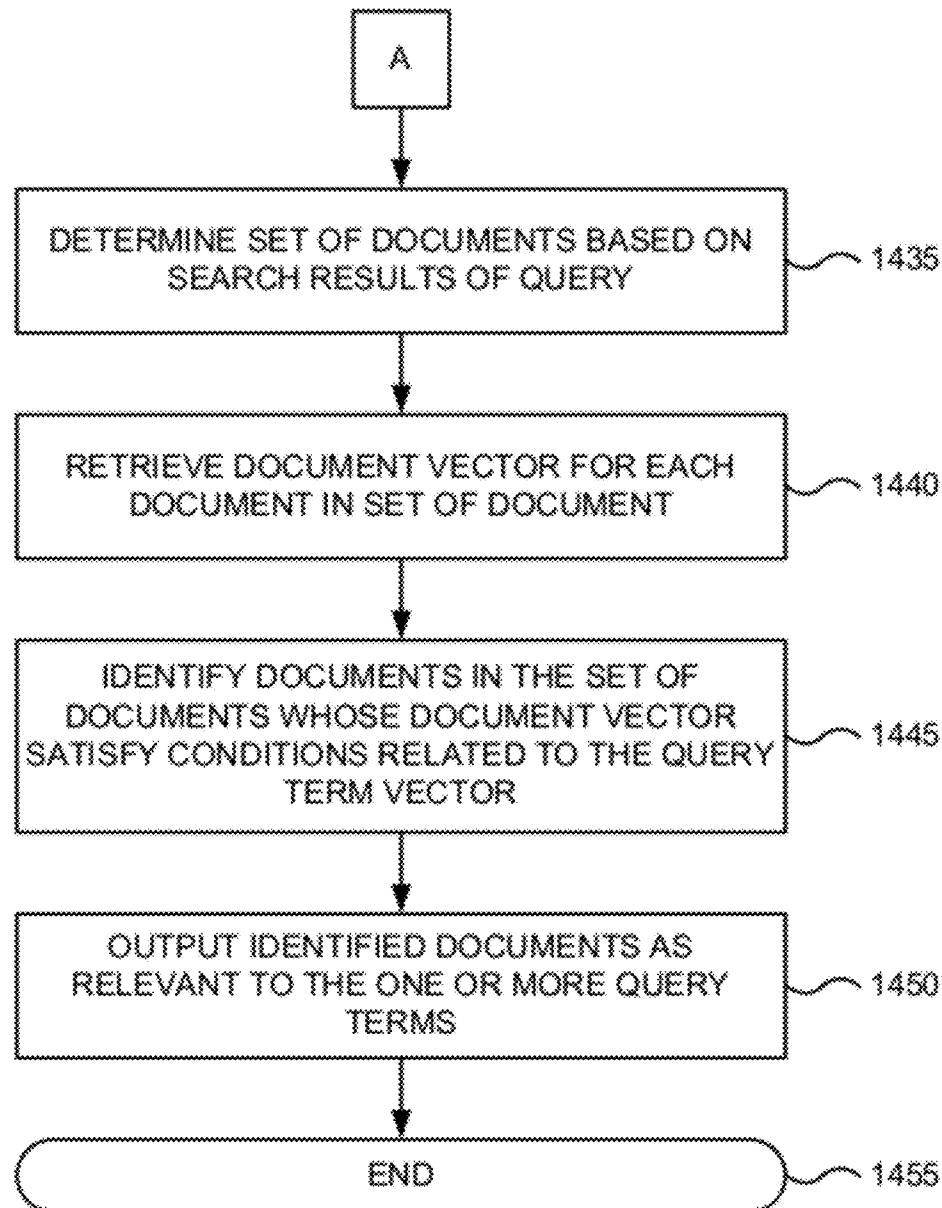 A
DETERMINE SET OF DOCUMENTS BASED ON
SEARCH RESULTS OF QUERY
1435
RETRIEVE DOCUMENT VECTOR FOR EACH
DOCUMENT IN SET OF DOCUMENT
1440
IDENTIFY DOCUMENTS IN THE SET OF
DOCUMENTS WHOSE DOCUMENT VECTOR
SATISFY CONDITIONS RELATED TO THE QUERY
TERM VECTOR
1445
OUTPUT IDENTIFIED DOCUMENTS AS
RELEVANT TO THE ONE OR MORE QUERY
TERMS
1450
END
1455